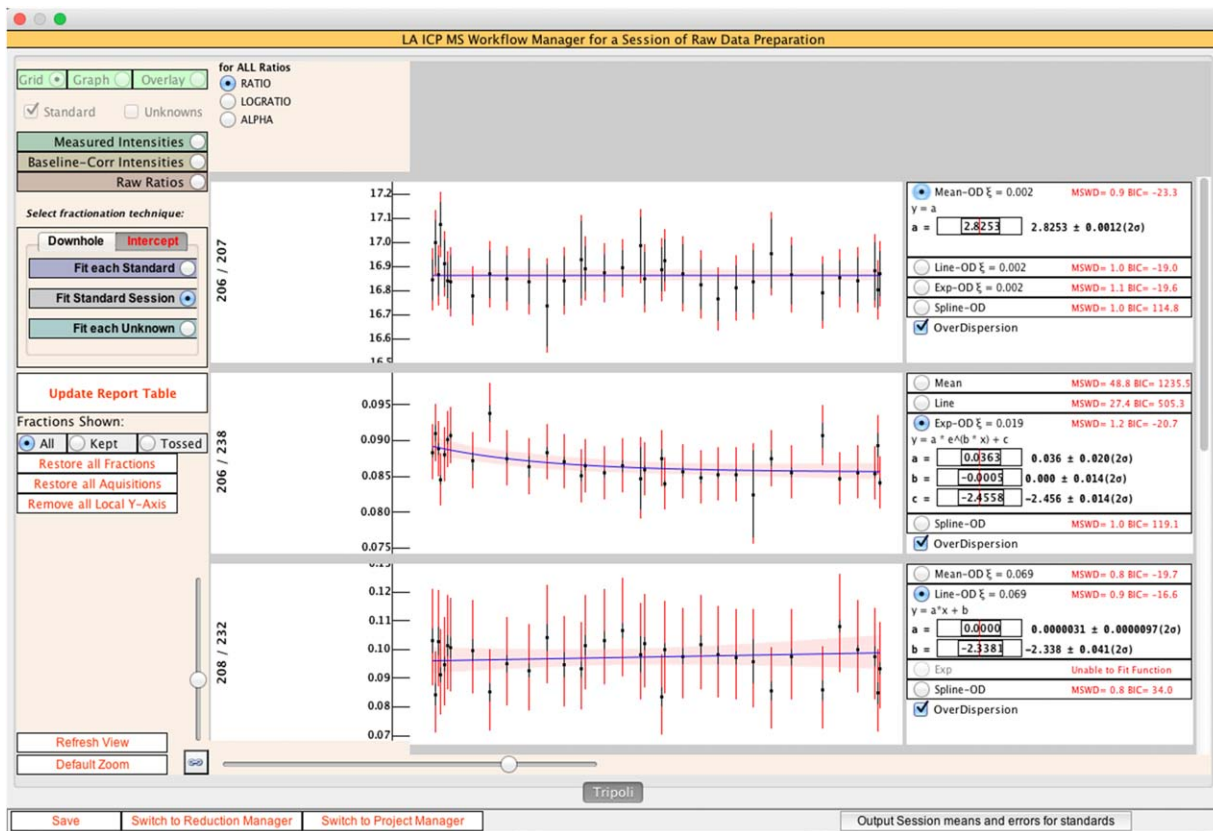 LA ICP MS Workflow Manager for a Session of Raw Data Preparation
Grid Graph Overlay
Standard Unknowns
Measured Intensities
Baseline-Corr Intensities
Raw Ratios
Select fractionation technique:
Downhole Intercept
Fit each Standard
Fit Standard Session
Fit each Unknown
Update Report Table
Fractions Shown:
All Kept Tossed
Restore all Fractions
Restore all Aquisitions
Remove all Local Y-Axis
Refresh View
Default Zoom
for ALL Ratios
RATIO
LOGRATIO
ALPHA
206 / 207
17.2
17.1
17.0
16.9
16.8
16.7
16.6
16.5
Mean-OD ξ = 0.002 MSWD= 0.9 BIC= -23.3
y = a
a = 2.8253 2.8253 ± 0.0012(2σ)
Line-OD ξ = 0.002 MSWD= 1.0 BIC= -19.0
Exp-OD ξ = 0.002 MSWD= 1.1 BIC= -19.6
Spline-OD MSWD= 1.0 BIC= 114.8
OverDispersion
206 / 238
0.095
0.090
0.085
0.080
0.075
Mean MSWD= 48.8 BIC= 1235.5
Line MSWD= 27.4 BIC= 505.3
Exp-OD ξ = 0.019 MSWD= 1.2 BIC= -20.7
y = a * e^(b * x) + c
a = 0.0363 0.036 ± 0.020(2σ)
b = -0.0005 0.000 ± 0.014(2σ)
c = -2.4558 -2.456 ± 0.014(2σ)
Spline-OD MSWD= 1.0 BIC= 119.1
OverDispersion
208 / 232
0.13
0.12
0.11
0.10
0.09
0.08
0.07
Mean-OD ξ = 0.069 MSWD= 0.8 BIC= -19.7
Line-OD ξ = 0.069 MSWD= 0.9 BIC= -16.6
y = a*x + b
a = 0.0000 0.0000031 ± 0.0000097(2σ)
b = -2.3381 -2.338 ± 0.041(2σ)
Exp Unable to Fit Function
Spline-OD MSWD= 0.8 BIC= 34.0
OverDispersion
Tripoli
Save Switch to Reduction Manager Switch to Project Manager Output Session means and errors for standards